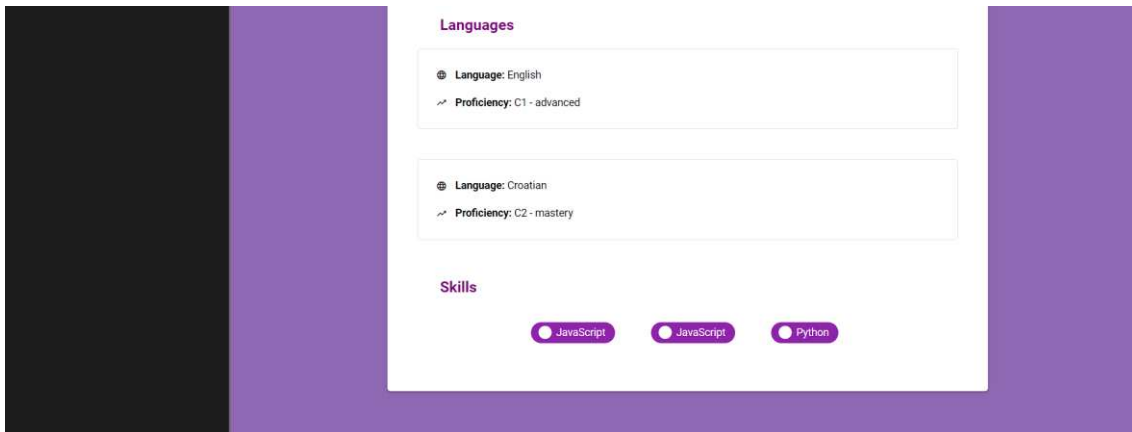 Languages
Language: English
Proficiency: C1 - advanced
Language: Croatian
Proficiency: C2 - mastery
Skills
JavaScript JavaScript Python